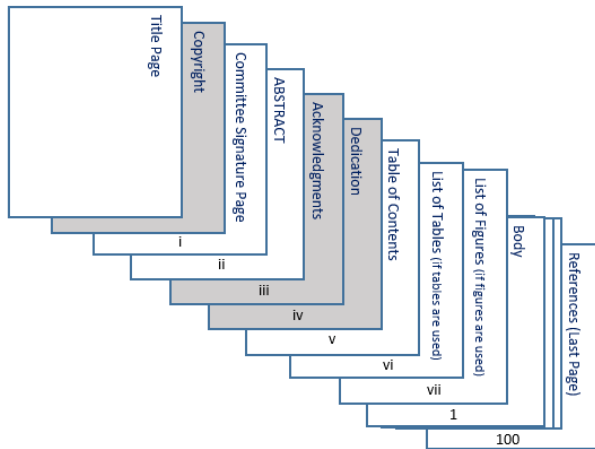 Title Page
Copyright
Committee Signature Page
i
ABSTRACT
ii
Acknowledgments
iii
Dedication
iv
Table of Contents
v
List of Tables (if tables are used)
vi
List of Figures (if figures are used)
vii
Body
1
References (Last Page)
100